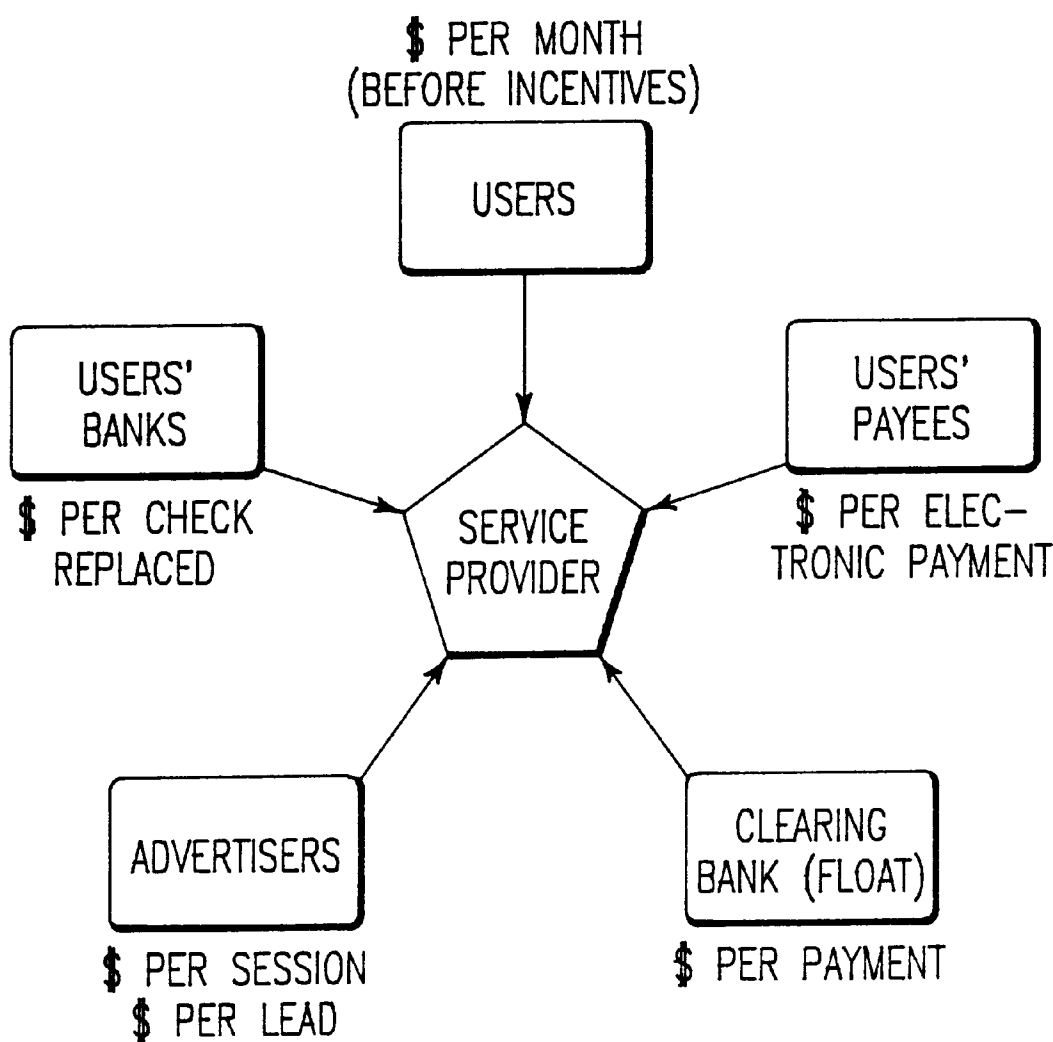 $ PER MONTH
(BEFORE INCENTIVES)
USERS
USERS'
BANKS
$ PER CHECK
REPLACED
USERS'
PAYEES
$ PER ELEC-
TRONIC PAYMENT
SERVICE
PROVIDER
ADVERTISERS
$ PER SESSION
$ PER LEAD
CLEARING
BANK (FLOAT)
$ PER PAYMENT